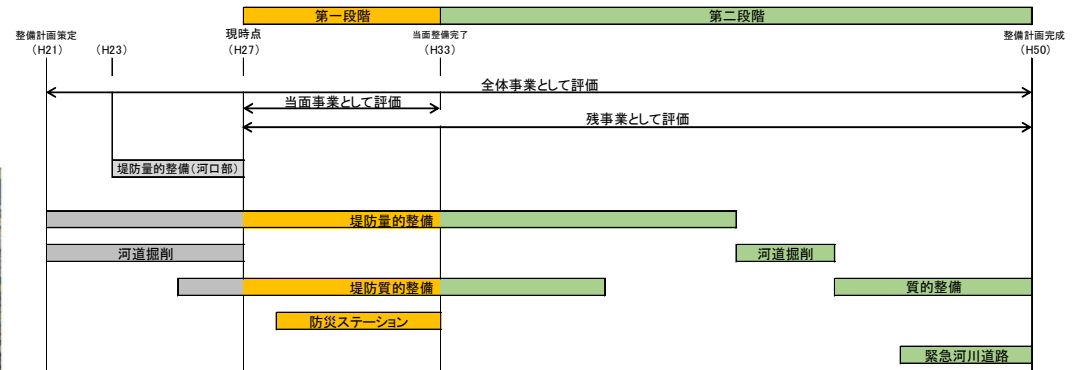 第一段階
第二段階
整備計画策定
(H21)
(H23)
現時点
(H27)
当面整備完了
(H33)
整備計画完成
(H50)
全体事業として評価
当面事業として評価
残事業として評価
堤防量的整備(河口部)
堤防量的整備
河道掘削
河道掘削
堤防質的整備
質的整備
防災ステーション
緊急河川道路